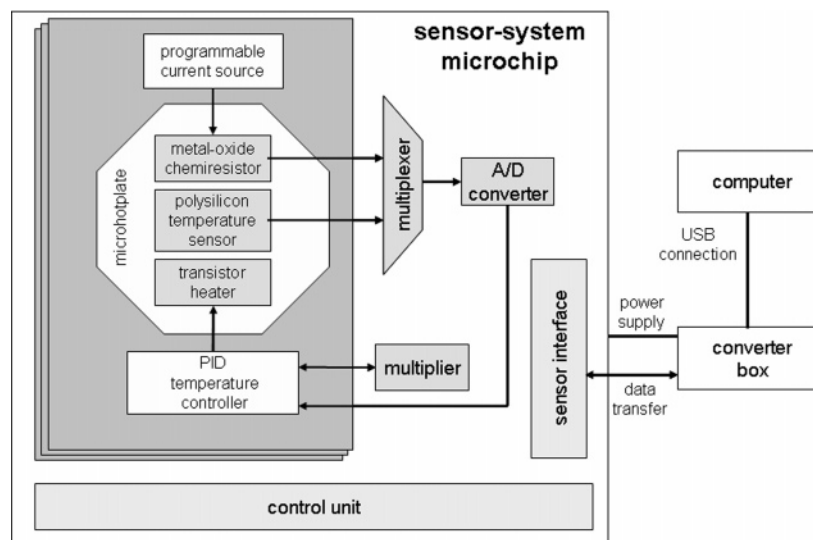 sensor-system
microchip
programmable
current source
metal-oxide
chemiresistor
polysilicon
temperature
sensor
transistor
heater
microhotplate
PID
temperature
controller
multiplexer
A/D
converter
multiplier
sensor interface
control unit
computer
USB
connection
power
supply
converter
box
data
transfer